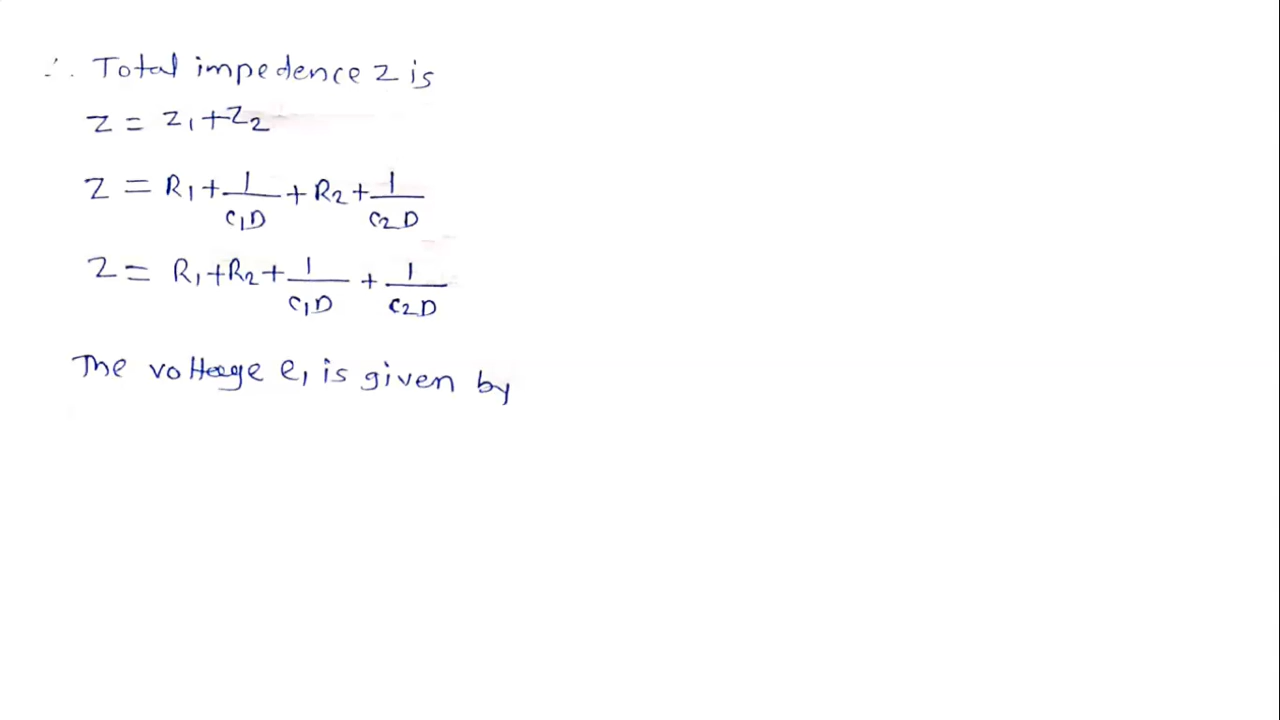 ∴ Total impedence Z is
Z = Z₁+Z₂
Z = R₁ + 1/C₁D + R₂ + 1/C₂D
Z = R₁+R₂ + 1/C₁D + 1/C₂D
The voltage e₁ is given by